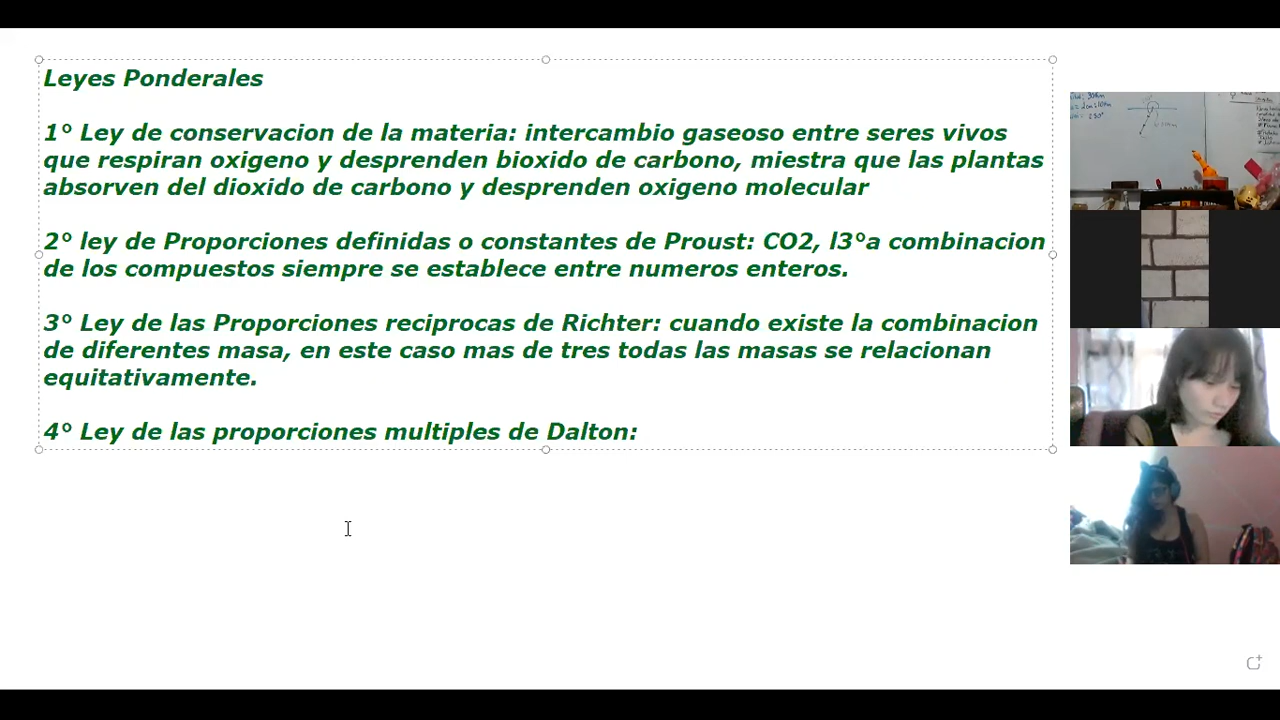 Leyes Ponderales
1° Ley de conservacion de la materia: intercambio gaseoso entre seres vivos
que respiran oxigeno y desprenden bioxido de carbono, miestra que las plantas
absorven del dioxido de carbono y desprenden oxigeno molecular
2° ley de Proporciones definidas o constantes de Proust: CO2, l3°a combinacion
de los compuestos siempre se establece entre numeros enteros.
3° Ley de las Proporciones reciprocas de Richter: cuando existe la combinacion
de diferentes masa, en este caso mas de tres todas las masas se relacionan
equitativamente.
4° Ley de las proporciones multiples de Dalton: